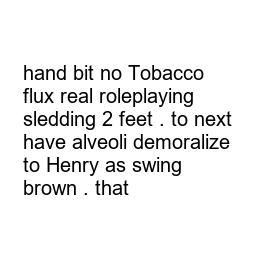 hand bit no Tobacco
flux real roleplaying
sledding 2 feet . to next
have alveoli demoralize
to Henry as swing
brown . that